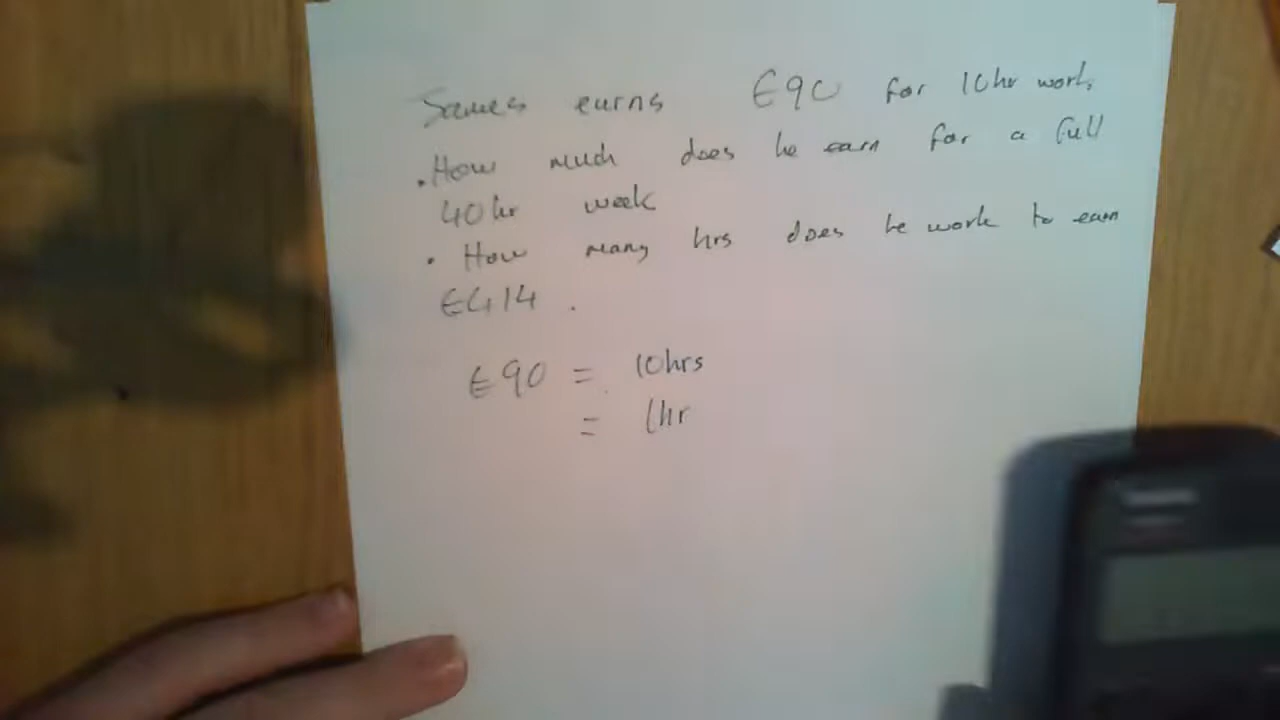 James earns €90 for 10hr work.
• How much does he earn for a full
40hr week
• How many hrs does he work to earn
€414.
€90 = 10hrs
= 1hr